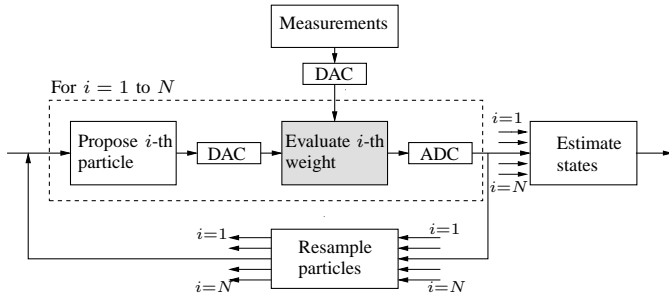 Measurements
DAC
For i = 1 to N
Propose i-th
particle
DAC
Evaluate i-th
weight
ADC
i=1
i=N
Estimate
states
i=1
i=N
Resample
particles
i=1
i=N